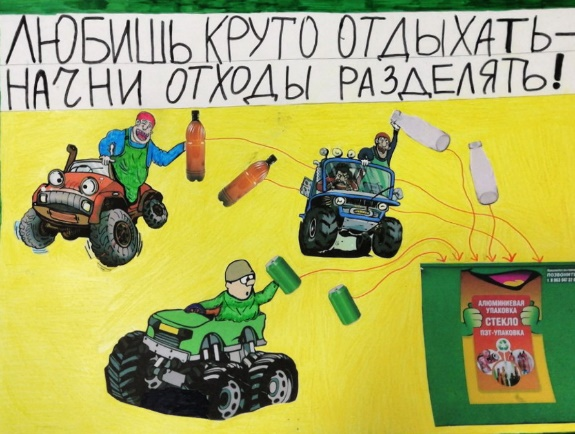 ЛЮБИШЬ КРУТО ОТДЫХАТЬ-
НАЧНИ ОТХОДЫ РАЗДЕЛЯТЬ!
АЛЮМИНИЕВАЯ
УПАКОВКА
СТЕКЛО
ПЭТ-УПАКОВКА